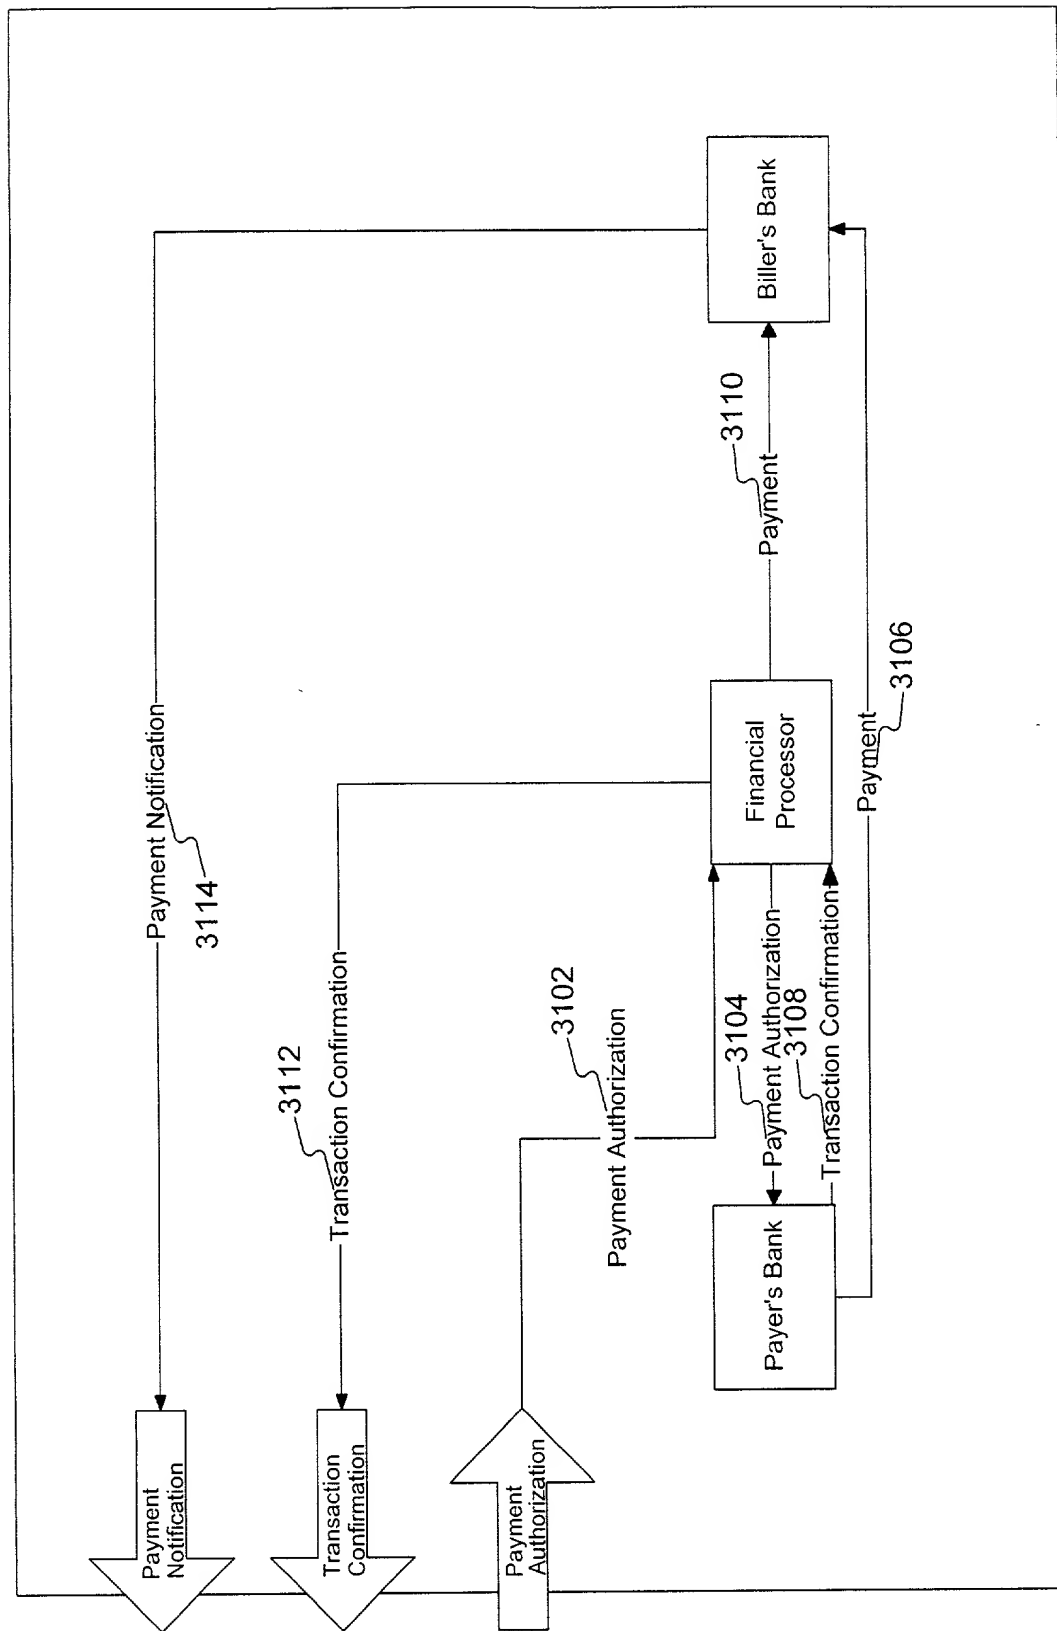 Payment
Notification
Payment Notification
3114
Transaction
Confirmation
Transaction Confirmation
3112
Payment
Authorization
Payment Authorization
3102
Payer's Bank
Payment Authorization
3104
Transaction Confirmation
3108
Financial
Processor
Payment
3110
Biller's Bank
Payment
3106